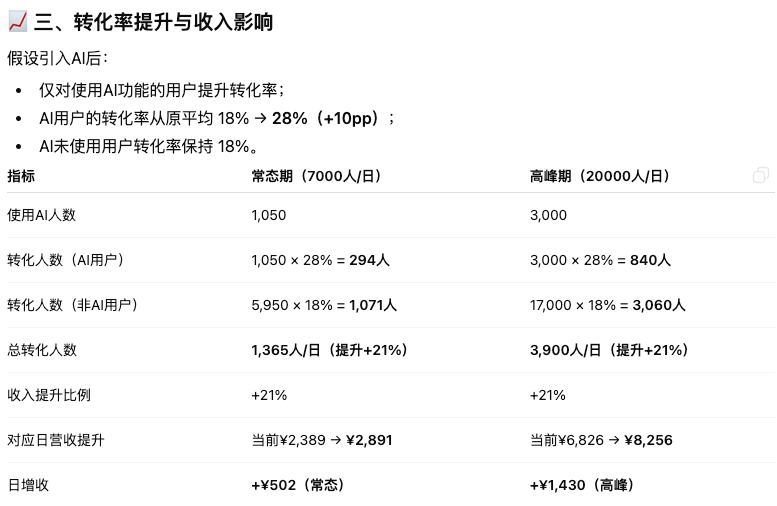 📈 三、转化率提升与收入影响
假设引入AI后：
• 仅对使用AI功能的用户提升转化率；
• AI用户的转化率从原平均 18% → 28%（+10pp）；
• AI未使用用户转化率保持 18%。
指标 常态期（7000人/日） 高峰期（20000人/日）
使用AI人数 1,050 3,000
转化人数（AI用户） 1,050 × 28% = 294人 3,000 × 28% = 840人
转化人数（非AI用户） 5,950 × 18% = 1,071人 17,000 × 18% = 3,060人
总转化人数 1,365人/日（提升+21%） 3,900人/日（提升+21%）
收入提升比例 +21% +21%
对应日营收提升 当前¥2,389 → ¥2,891 当前¥6,826 → ¥8,256
日增收 +¥502（常态） +¥1,430（高峰）